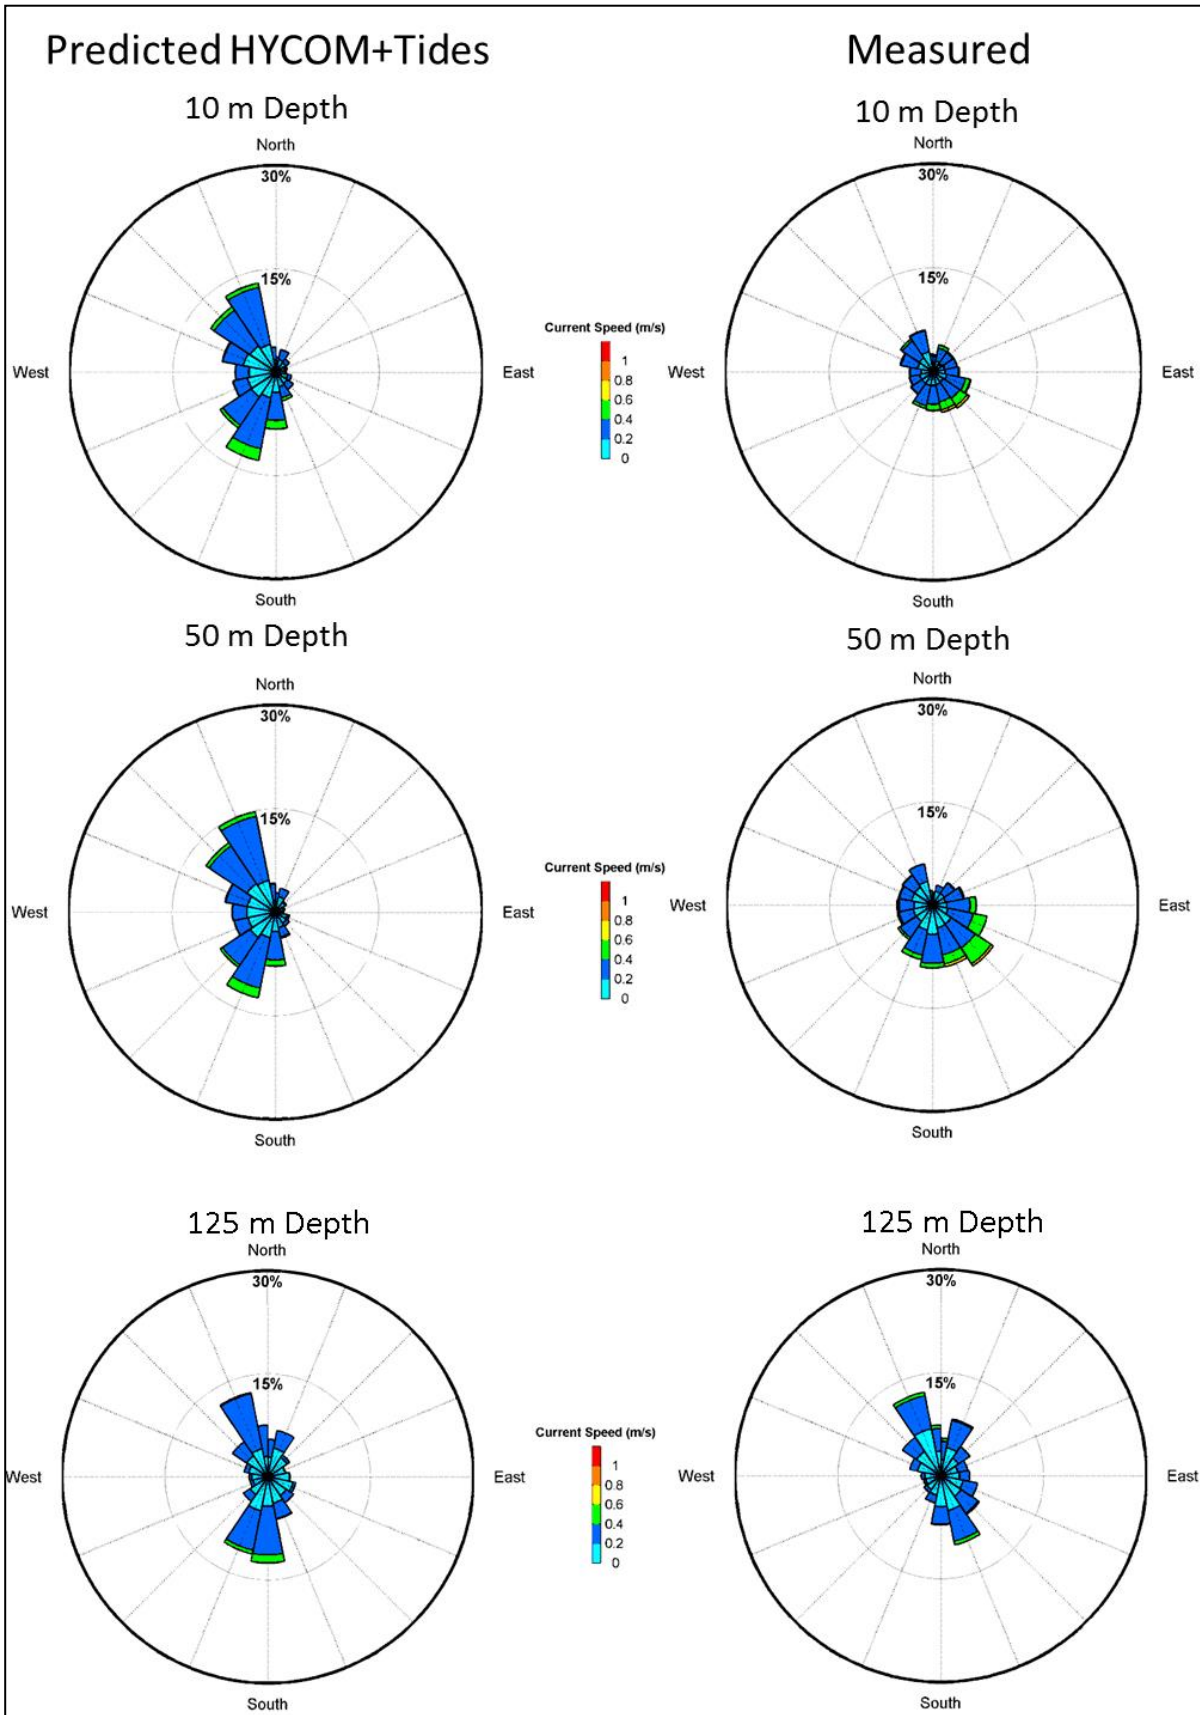 Predicted HYCOM+Tides
Measured
10 m Depth
North
30%
15%
West
East
South
Current Speed (m/s)
1
0.8
0.6
0.4
0.2
0
10 m Depth
North
30%
15%
West
East
South
50 m Depth
North
30%
15%
West
East
South
Current Speed (m/s)
1
0.8
0.6
0.4
0.2
0
50 m Depth
North
30%
15%
West
East
South
125 m Depth
North
30%
15%
West
East
South
Current Speed (m/s)
1
0.8
0.6
0.4
0.2
0
125 m Depth
North
30%
15%
West
East
South